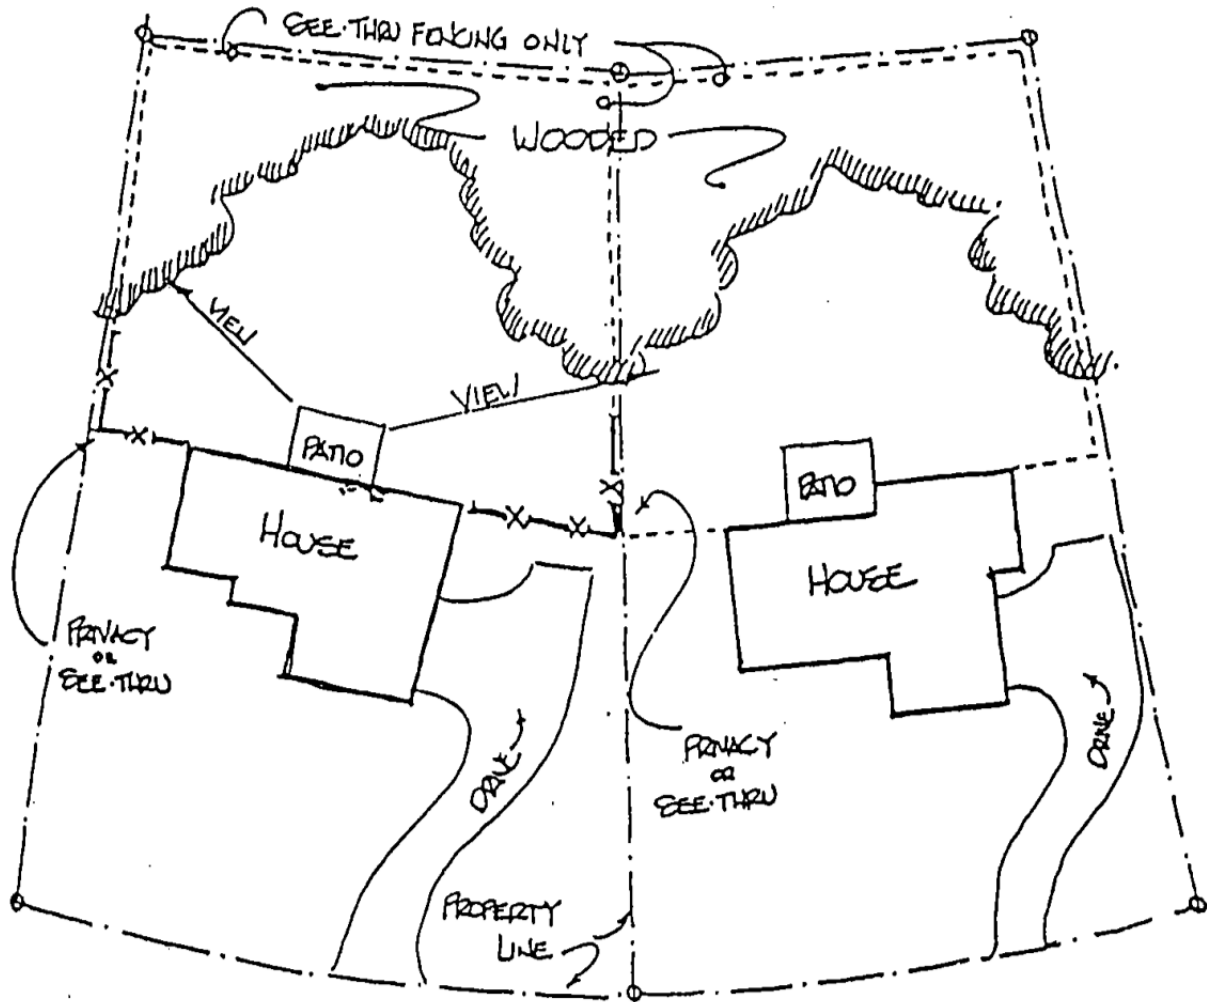 SEE-THRU FENCING ONLY
WOODED
VIEW
VIEW
PATIO
HOUSE
PATIO
HOUSE
PRIVACY
OR
SEE-THRU
DRIVE
PRIVACY
OR
SEE-THRU
DRIVE
PROPERTY
LINE
X
X
X
X
X